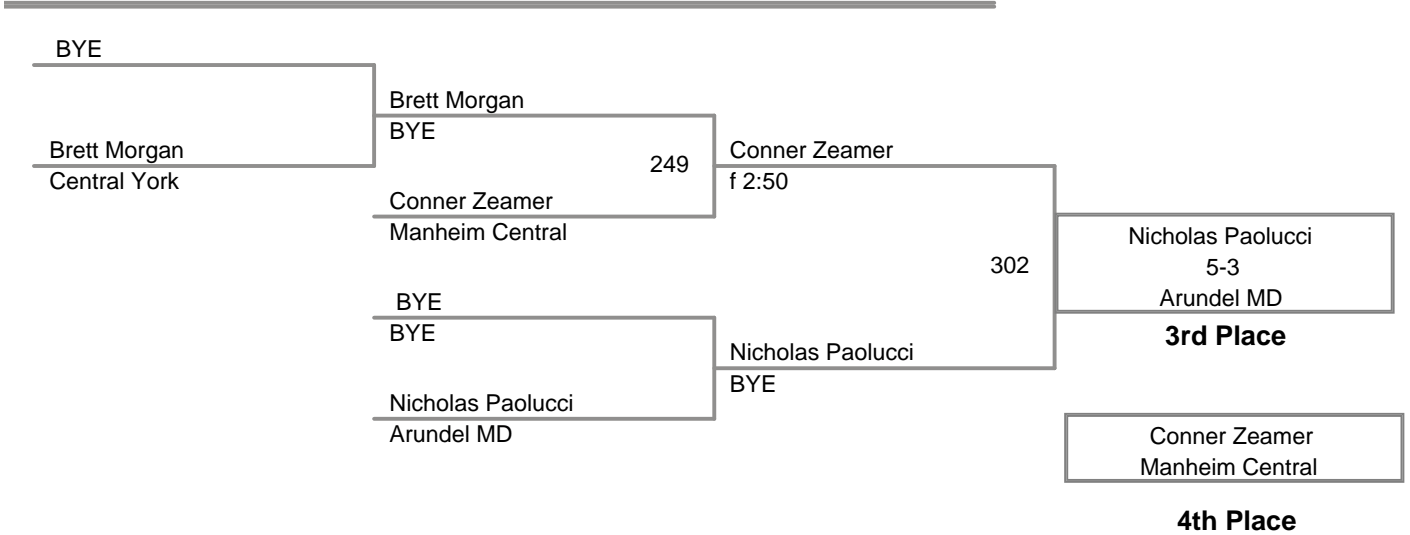 BYE
Brett Morgan
Central York
Brett Morgan
BYE
249
Conner Zeamer
Manheim Central
BYE
BYE
Nicholas Paolucci
Arundel MD
Conner Zeamer
f 2:50
302
Nicholas Paolucci
BYE
Nicholas Paolucci
5-3
Arundel MD
3rd Place
Conner Zeamer
Manheim Central
4th Place